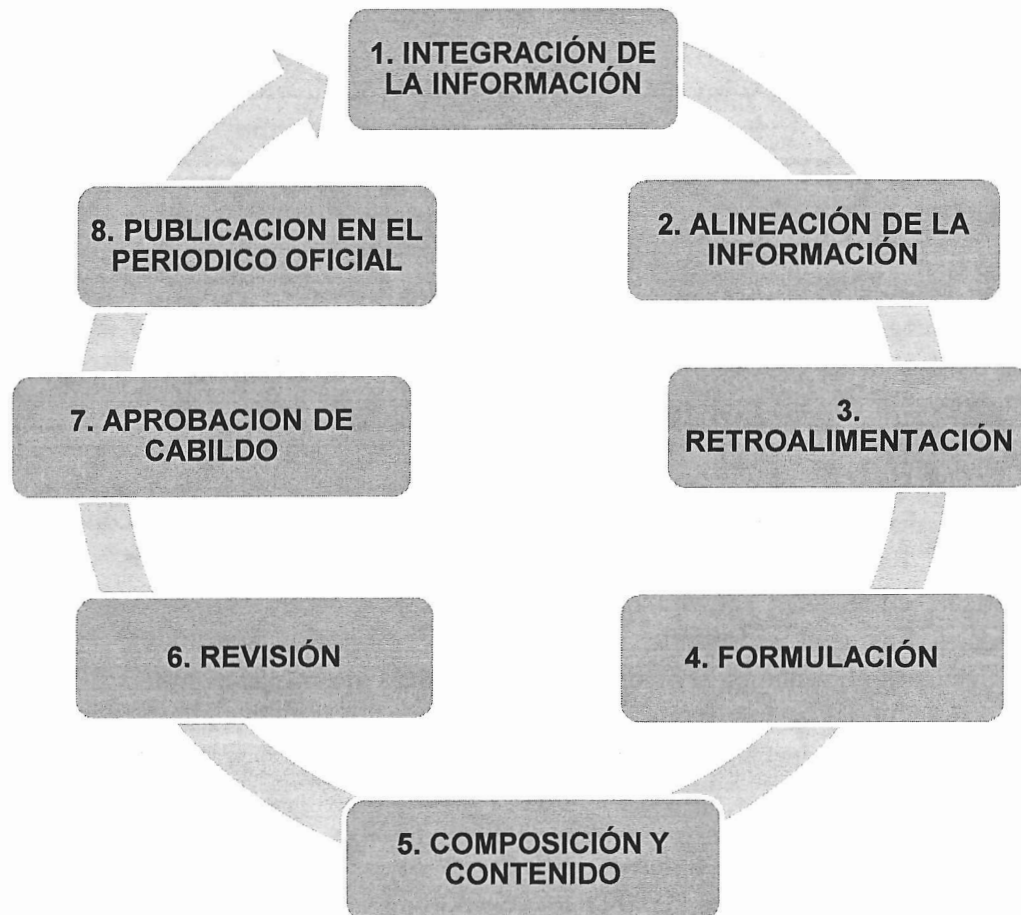 1. INTEGRACIÓN DE
LA INFORMACIÓN
2. ALINEACIÓN DE LA
INFORMACIÓN
3.
RETROALIMENTACIÓN
4. FORMULACIÓN
5. COMPOSICIÓN Y
CONTENIDO
6. REVISIÓN
7. APROBACION DE
CABILDO
8. PUBLICACION EN EL
PERIODICO OFICIAL